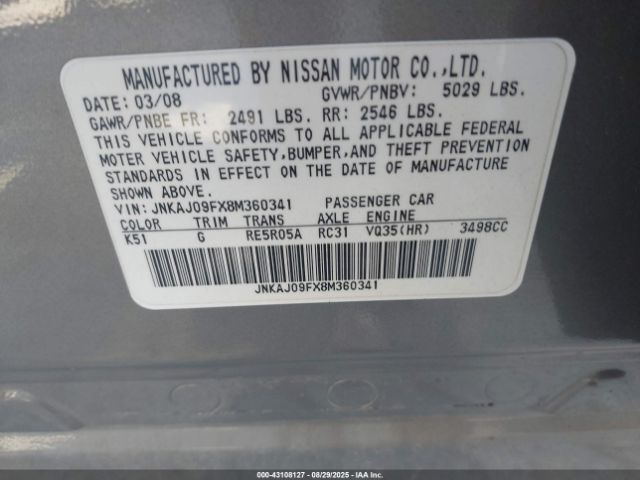 MANUFACTURED BY NISSAN MOTOR CO.,LTD.
DATE: 03/08 GVWR/PNBV: 5029 LBS.
GAWR/PNBE FR: 2491 LBS. RR: 2546 LBS.
THIS VEHICLE CONFORMS TO ALL APPLICABLE FEDERAL
MOTER VEHICLE SAFETY,BUMPER,AND THEFT PREVENTION
STANDARDS IN EFFECT ON THE DATE OF MANUFACTURE
SHOWN ABOVE.
VIN: JNKAJ09FX8M360341 PASSENGER CAR
COLOR TRIM TRANS AXLE ENGINE
K51 G RE5R05A RC31 VQ35(HR) 3498CC
JNKAJ09FX8M360341
000-43108127 - 08/29/2025 - IAAI.com